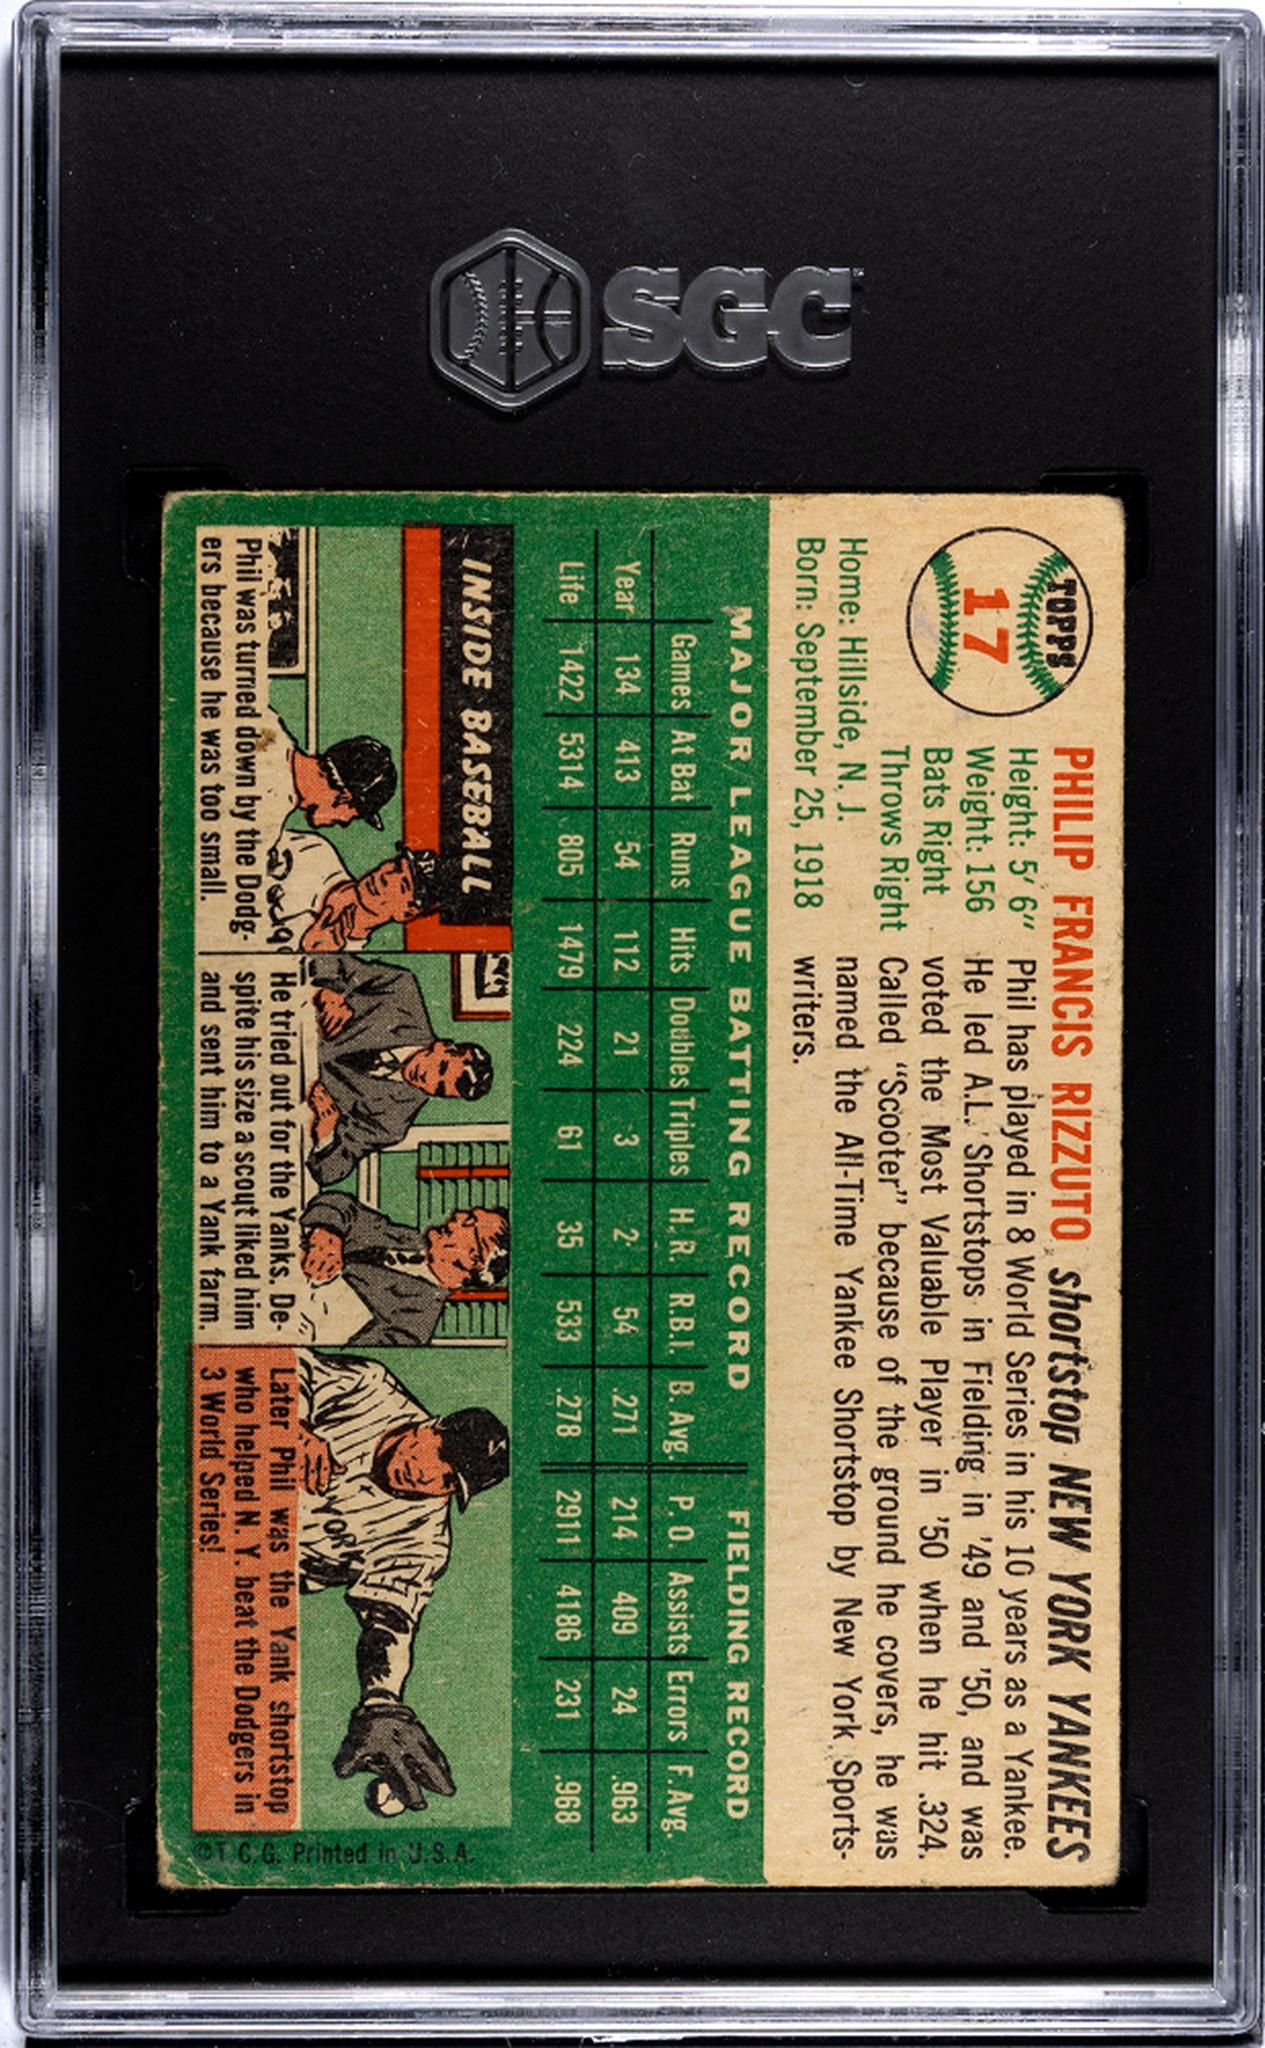 SGC
TOPPS
17
PHILIP FRANCIS RIZZUTO shortstop NEW YORK YANKEES
Height: 5' 6"
Weight: 156
Bats Right
Throws Right
Home: Hillside, N. J.
Born: September 25, 1918
Phil has played in 8 World Series in his 10 years as a Yankee.
He led A.L. Shortstops in Fielding in '49 and '50, and was
voted the Most Valuable Player in '50 when he hit .324.
Called "Scooter" because of the ground he covers, he was
named the All-Time Yankee Shortstop by New York Sports-
writers.
MAJOR LEAGUE BATTING RECORD FIELDING RECORD
Games At Bat Runs Hits Doubles Triples H. R. R.B.I. B. Avg. P. O. Assists Errors F. Avg.
Year 134 413 54 112 21 3 2 54 .271 214 409 24 .963
Life 1422 5314 805 1479 224 61 35 533 .278 2911 4186 231 .968
INSIDE BASEBALL
Phil was turned down by the Dodg-
ers because he was too small.
He tried out for the Yanks. De-
spite his size a scout liked him
and sent him to a Yank farm.
YORK
Later Phil was the Yank shortstop
who helped N. Y. beat the Dodgers in
3 World Series!
©T.C.G. Printed in U.S.A.